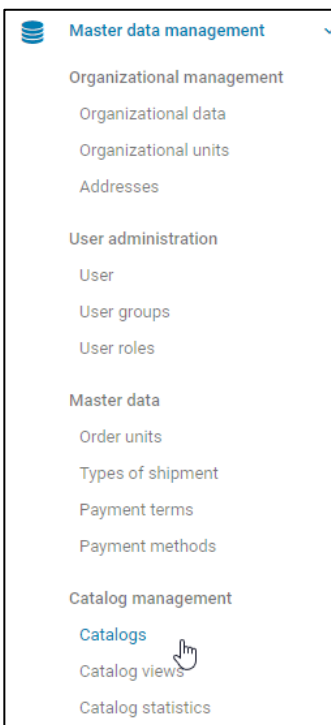 Master data management
Organizational management
Organizational data
Organizational units
Addresses
User administration
User
User groups
User roles
Master data
Order units
Types of shipment
Payment terms
Payment methods
Catalog management
Catalogs
Catalog views
Catalog statistics